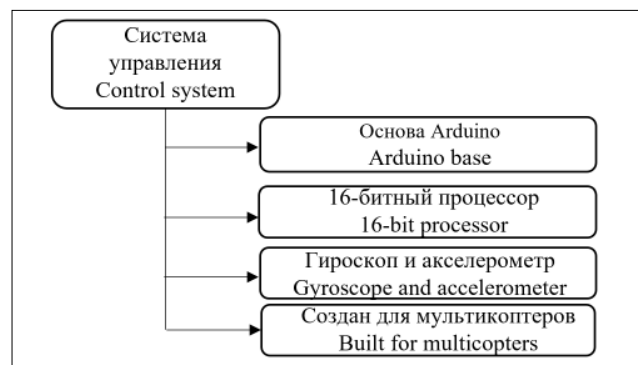 Система
управления
Control system
Основа Arduino
Arduino base
16-битный процессор
16-bit processor
Гироскоп и акселерометр
Gyroscope and accelerometer
Создан для мультикоптеров
Built for multicopters